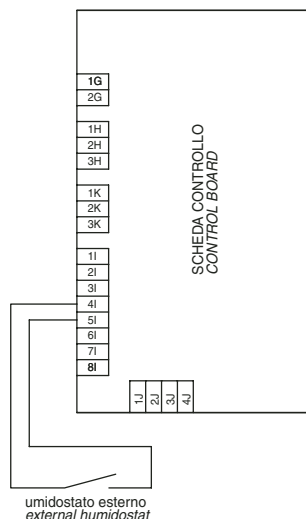 1G
2G
1H
2H
3H
1K
2K
3K
1I
2I
3I
4I
5I
6I
7I
8I
1J
2J
3J
4J
SCHEDA CONTROLLO
CONTROL BOARD
umidostato esterno
external humidostat